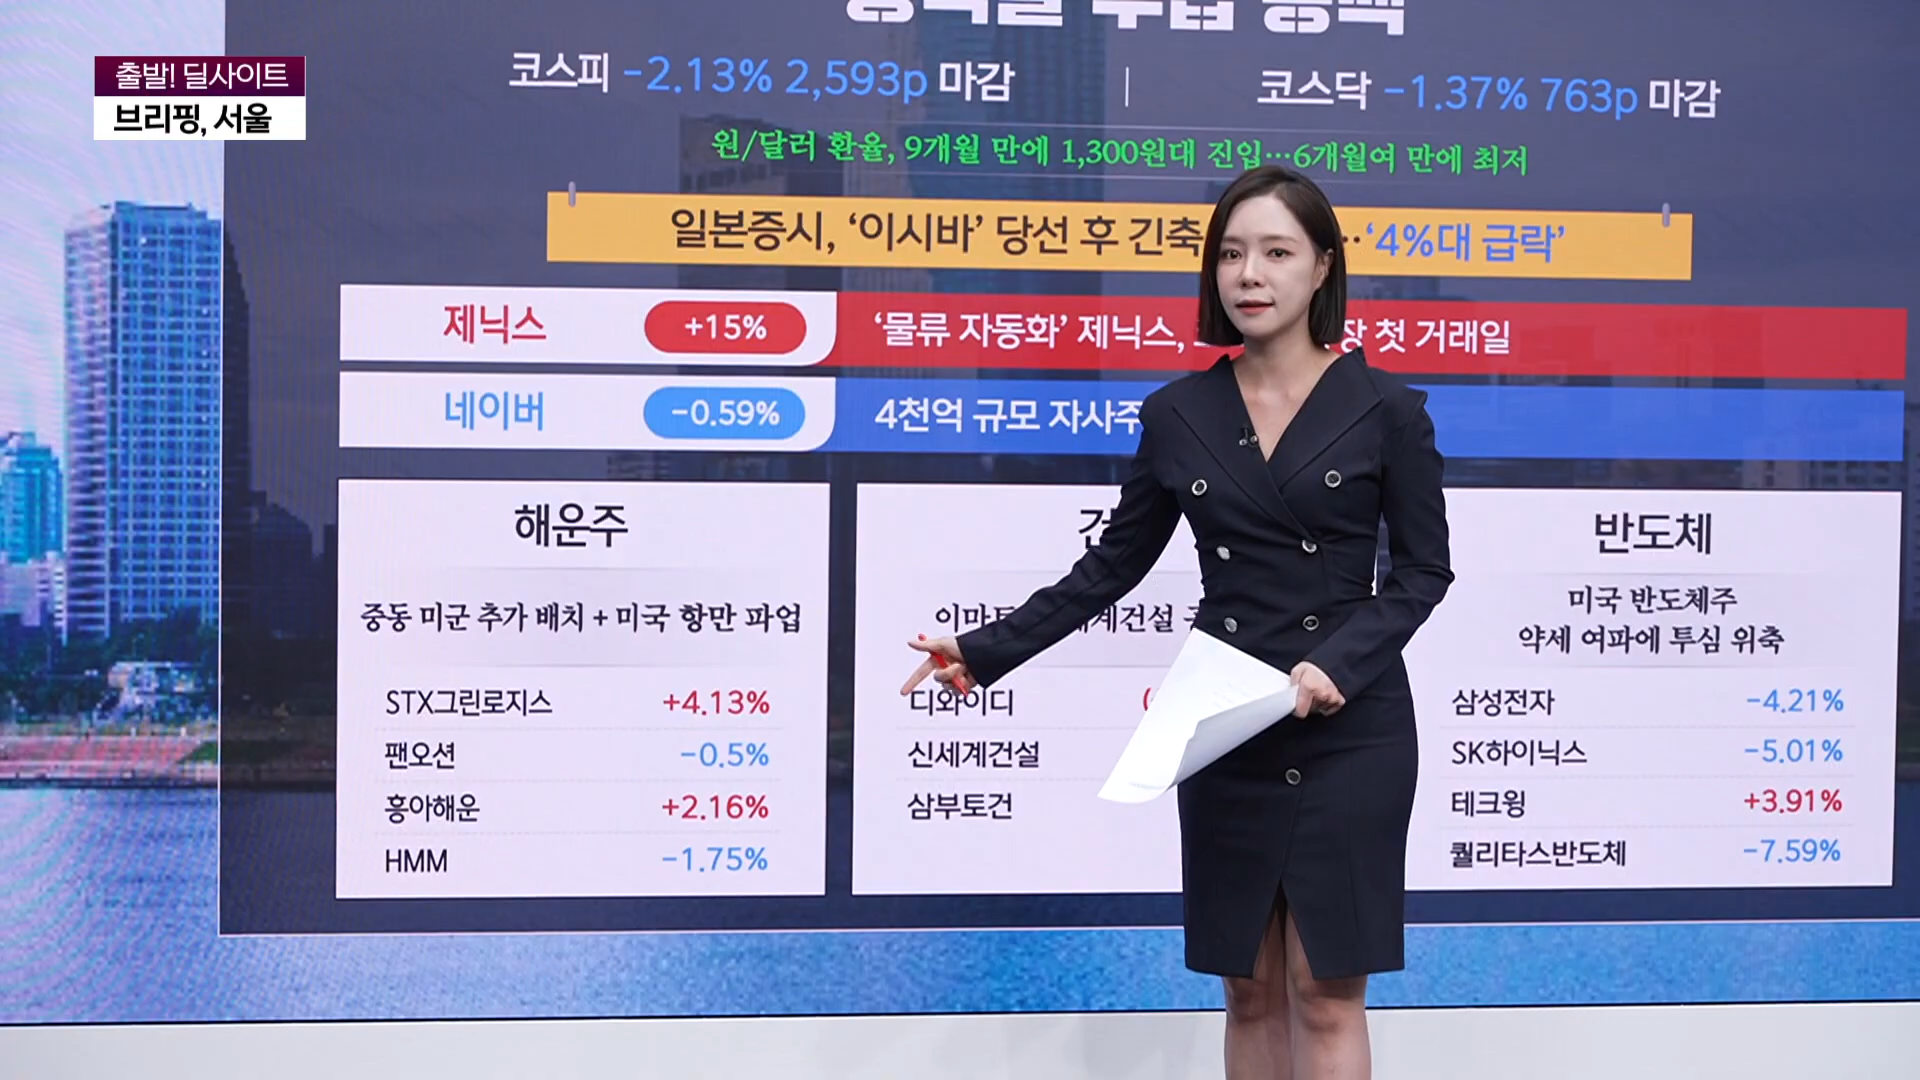 출발! 딜사이트
브리핑, 서울
코스피 -2.13% 2,593p 마감
코스닥 -1.37% 763p 마감
원/달러 환율, 9개월 만에 1,300원대 진입…6개월여 만에 최저
일본증시, ‘이시바’ 당선 후 긴축 ‘4%대 급락’
제닉스 +15% ‘물류 자동화’ 제닉스, 첫 거래일
네이버 -0.59% 4천억 규모 자사주
해운주
중동 미군 추가 배치 + 미국 항만 파업
STX그린로지스 +4.13%
팬오션 -0.5%
흥아해운 +2.16%
HMM -1.75%
디와이디
신세계건설
삼부토건
반도체
미국 반도체주
약세 여파에 투심 위축
삼성전자 -4.21%
SK하이닉스 -5.01%
테크윙 +3.91%
퀄리타스반도체 -7.59%